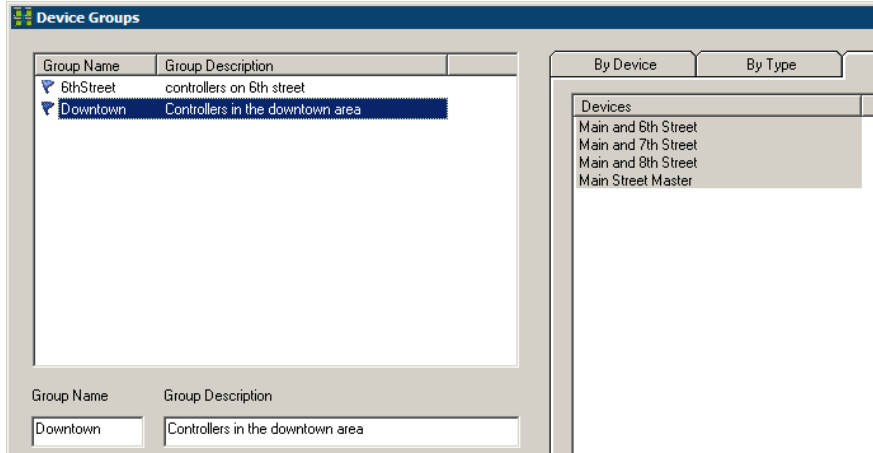 Device Groups
Group Name Group Description
6thStreet controllers on 6th street
Downtown Controllers in the downtown area
Group Name Group Description
Downtown Controllers in the downtown area
By Device By Type
Devices
Main and 6th Street
Main and 7th Street
Main and 8th Street
Main Street Master